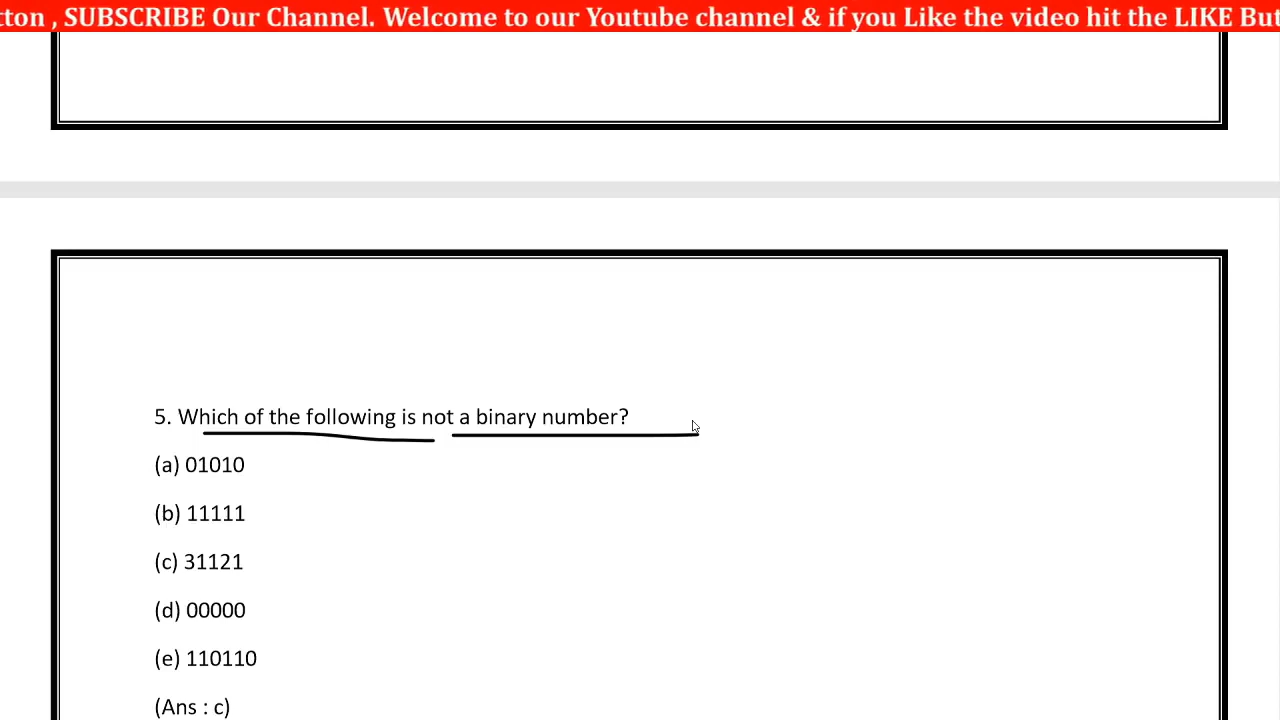 tton , SUBSCRIBE Our Channel. Welcome to our Youtube channel & if you Like the video hit the LIKE But
5. Which of the following is not a binary number?
(a) 01010
(b) 11111
(c) 31121
(d) 00000
(e) 110110
(Ans : c)